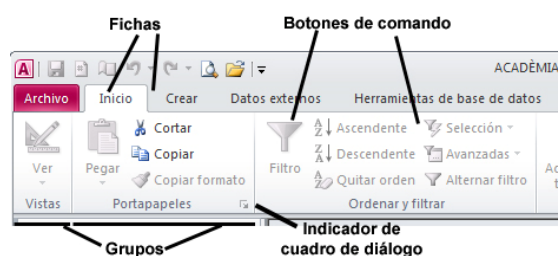 Fichas
Botones de comando
A
ACADÈMIA
Archivo Inicio Crear Datos externos Herramientas de base de datos
Cortar
Copiar
Copiar formato
Ver
Pegar
Filtro
Ascendente
Descendente
Quitar orden
Selección
Avanzadas
Alternar filtro
Vistas Portapapeles Ordenar y filtrar
Grupos
Indicador de
cuadro de diálogo